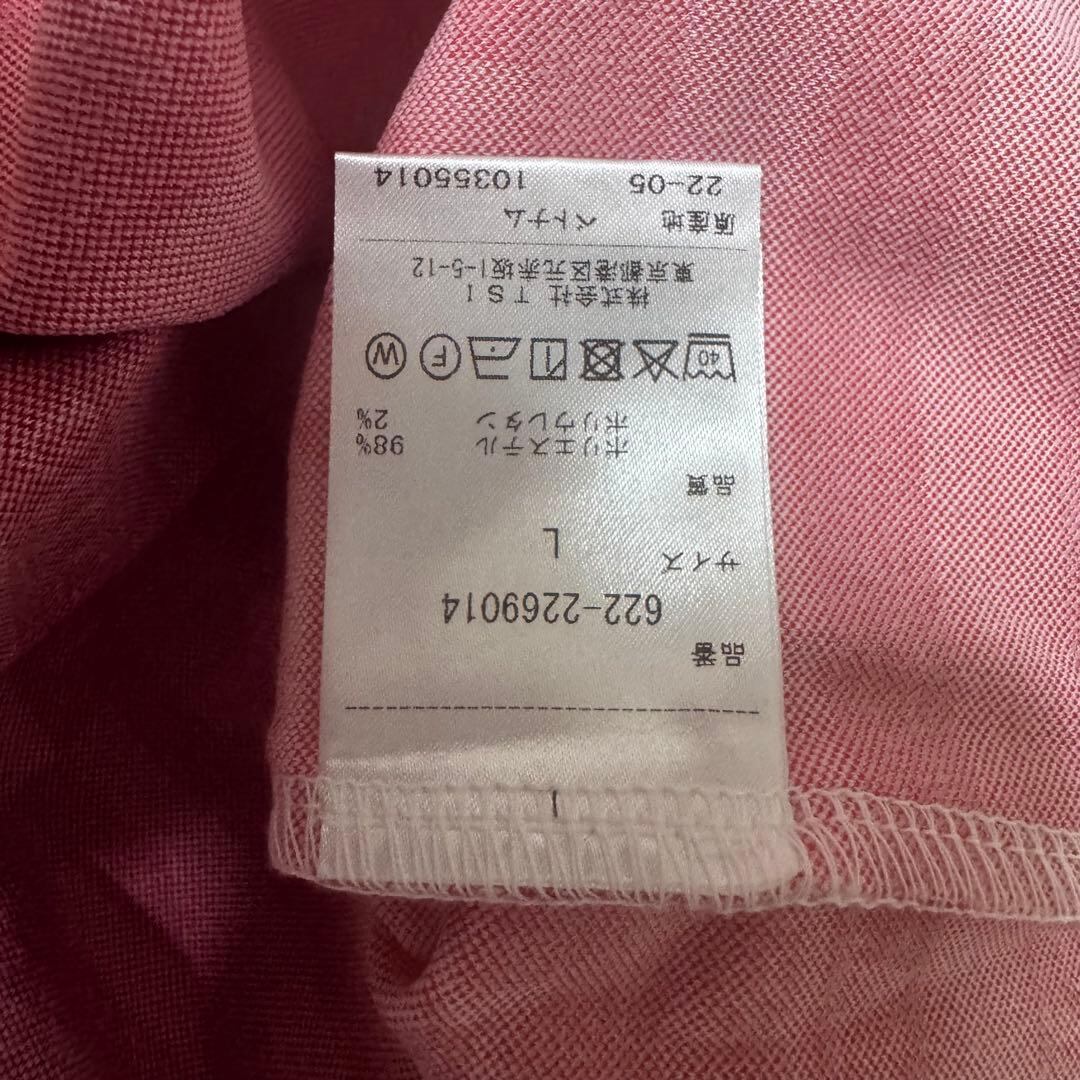 品番
622-2269014
サイズ
L
品質
ポリエステル 98%
ポリウレタン 2%
40 F W
株式会社 TSI
東京都港区元赤坂1-5-12
原産地 ベトナム
22-05 10355014